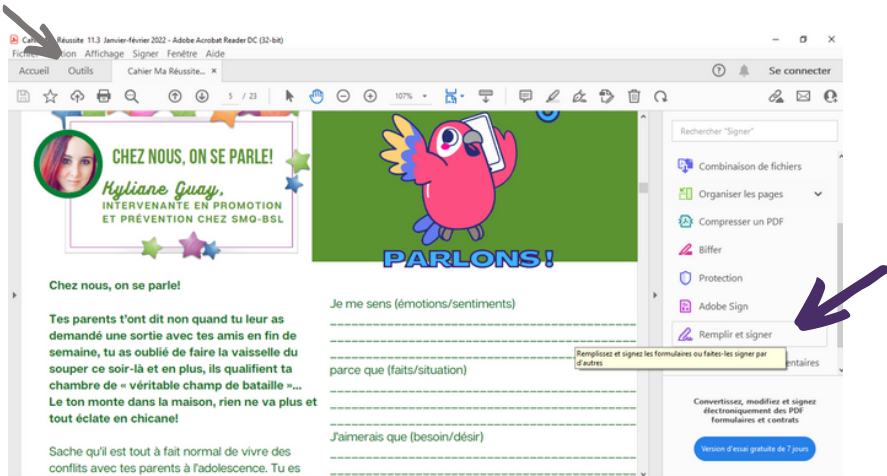 Cahier Ma Réussite 11.3 Janvier-février 2022 - Adobe Acrobat Reader DC (32-bit)
Affichage Signer Fenêtre Aide
Accueil Outils Cahier Ma Réussite... × Se connecter
5 / 23 107%
CHEZ NOUS, ON SE PARLE!
Kyliane Guay,
INTERVENANTE EN PROMOTION
ET PRÉVENTION CHEZ SMQ-BSL
Chez nous, on se parle!
Tes parents t'ont dit non quand tu leur as
demandé une sortie avec tes amis en fin de
semaine, tu as oublié de faire la vaisselle du
souper ce soir-là et en plus, ils qualifient ta
chambre de « véritable champ de bataille »...
Le ton monte dans la maison, rien ne va plus et
tout éclate en chicane!
Sache qu'il est tout à fait normal de vivre des
conflits avec tes parents à l'adolescence. Tu es
PARLONS!
Je me sens (émotions/sentiments)
parce que (faits/situation)
J'aimerais que (besoin/désir)
Rechercher "Signer"
Combinaison de fichiers
Organiser les pages
Compresser un PDF
Biffer
Protection
Adobe Sign
Remplir et signer
Remplissez et signez les formulaires ou faites-les signer par
d'autres
Convertissez, modifiez et signez
électroniquement des PDF
formulaires et contrats
Version d'essai gratuite de 7 jours